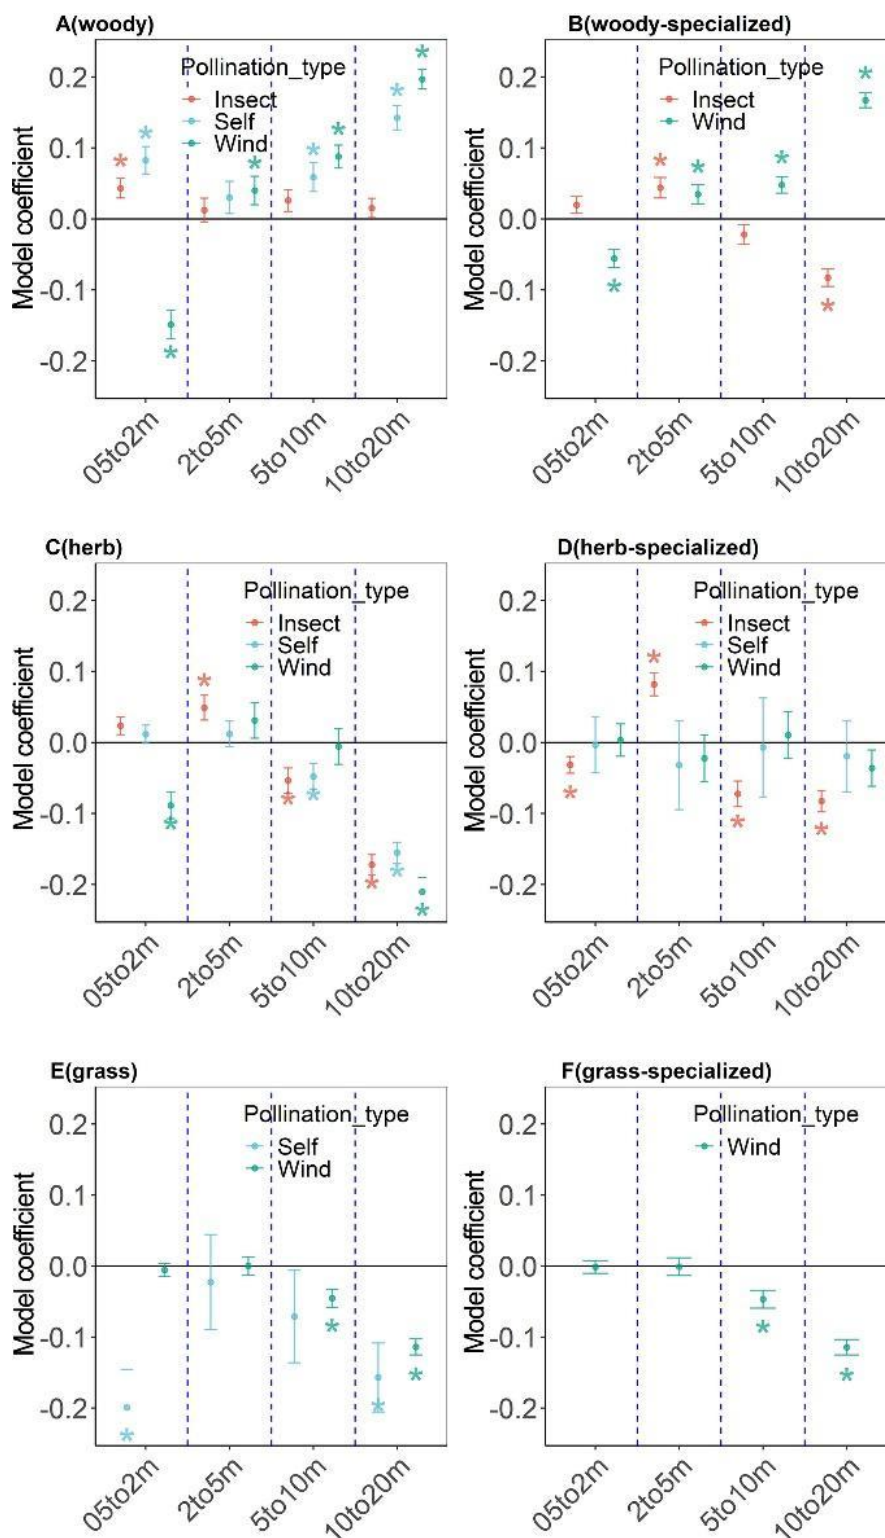 A(woody)
Model coefficient
0.2
0.1
0.0
-0.1
-0.2
Pollination_type
Insect
Self
Wind
*
*
*
*
*
*
*
*
05to2m
2to5m
5to10m
10to20m
B(woody-specialized)
Model coefficient
0.2
0.1
0.0
-0.1
-0.2
Pollination_type
Insect
Wind
*
*
*
*
*
*
05to2m
2to5m
5to10m
10to20m
C(herb)
Model coefficient
0.2
0.1
0.0
-0.1
-0.2
Pollination_type
Insect
Self
Wind
*
*
*
*
*
*
*
05to2m
2to5m
5to10m
10to20m
D(herb-specialized)
Model coefficient
0.2
0.1
0.0
-0.1
-0.2
Pollination_type
Insect
Self
Wind
*
*
*
*
05to2m
2to5m
5to10m
10to20m
E(grass)
Model coefficient
0.2
0.1
0.0
-0.1
-0.2
Pollination_type
Self
Wind
*
*
*
*
05to2m
2to5m
5to10m
10to20m
F(grass-specialized)
Model coefficient
0.2
0.1
0.0
-0.1
-0.2
Pollination_type
Wind
*
*
05to2m
2to5m
5to10m
10to20m